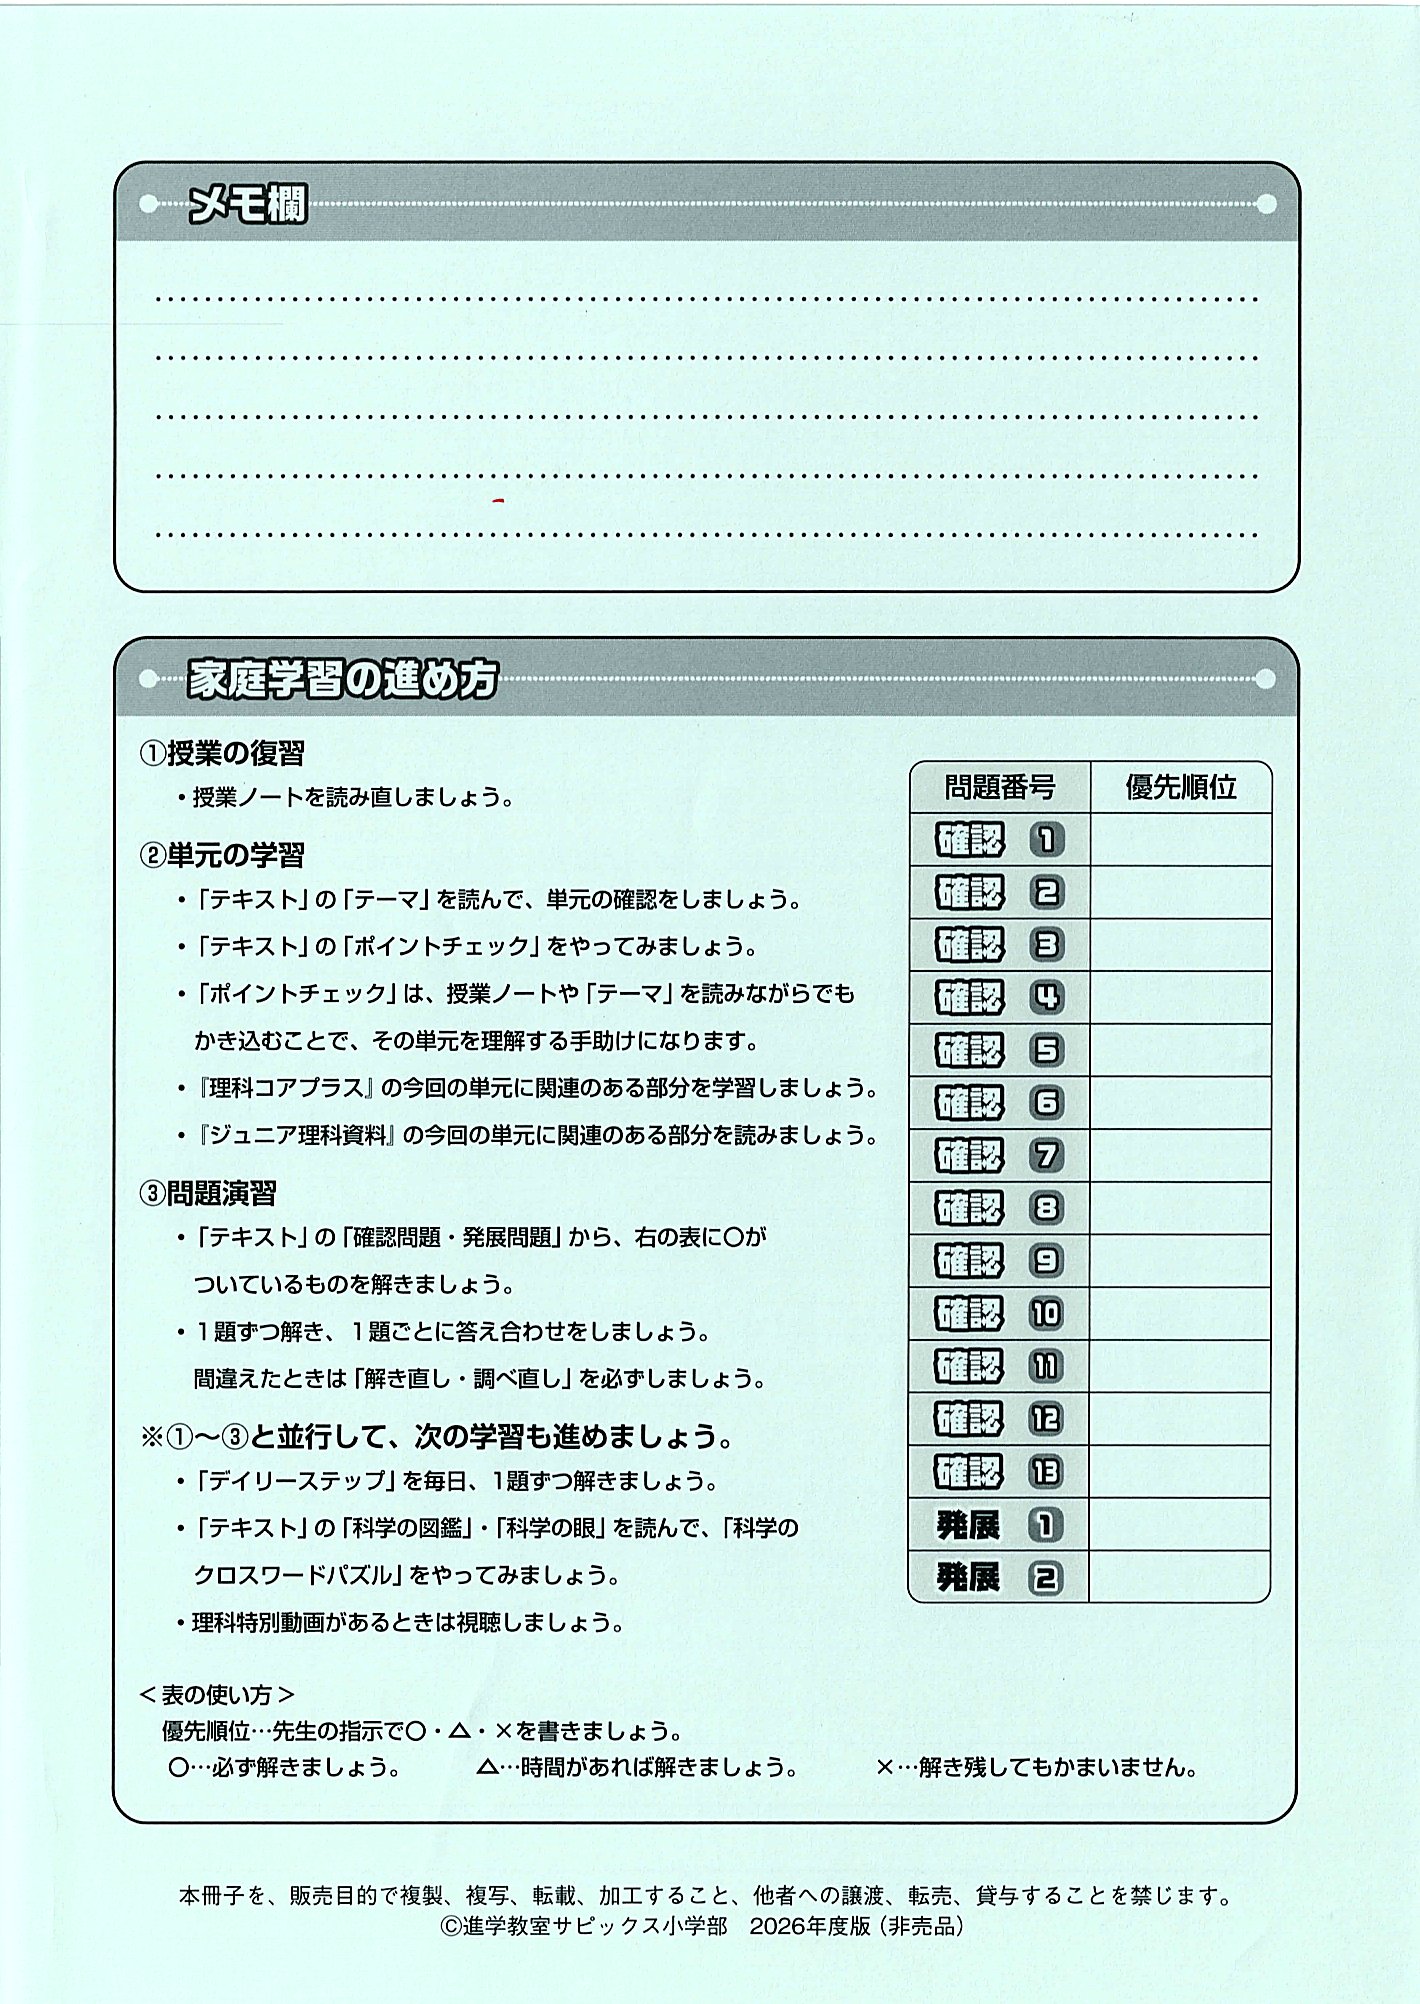 メモ欄
家庭学習の進め方
①授業の復習
・授業ノートを読み直しましょう。
②単元の学習
・「テキスト」の「テーマ」を読んで、単元の確認をしましょう。
・「テキスト」の「ポイントチェック」をやってみましょう。
・「ポイントチェック」は、授業ノートや「テーマ」を読みながらでも
かき込むことで、その単元を理解する手助けになります。
・『理科コアプラス』の今回の単元に関連のある部分を学習しましょう。
・『ジュニア理科資料』の今回の単元に関連のある部分を読みましょう。
③問題演習
・「テキスト」の「確認問題・発展問題」から、右の表に〇が
ついているものを解きましょう。
・1題ずつ解き、1題ごとに答え合わせをしましょう。
間違えたときは「解き直し・調べ直し」を必ずしましょう。
※①〜③と並行して、次の学習も進めましょう。
・「デイリーステップ」を毎日、1題ずつ解きましょう。
・「テキスト」の「科学の図鑑」・「科学の眼」を読んで、「科学の
クロスワードパズル」をやってみましょう。
・理科特別動画があるときは視聴しましょう。
問題番号 優先順位
確認 1
確認 2
確認 3
確認 4
確認 5
確認 6
確認 7
確認 8
確認 9
確認 10
確認 11
確認 12
確認 13
発展 1
発展 2
＜表の使い方＞
優先順位…先生の指示で〇・△・×を書きましょう。
〇…必ず解きましょう。 △…時間があれば解きましょう。 ×…解き残してもかまいません。
本冊子を、販売目的で複製、複写、転載、加工すること、他者への譲渡、転売、貸与することを禁じます。
Ⓒ進学教室サピックス小学部 2026年度版（非売品）